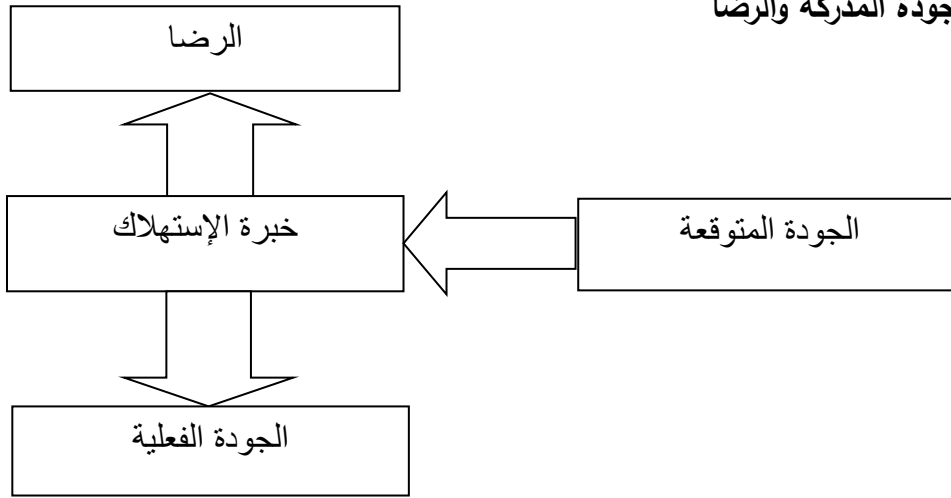 جودة المدركة والرضا
الرضا
خبرة الإستهلاك
الجودة المتوقعة
الجودة الفعلية